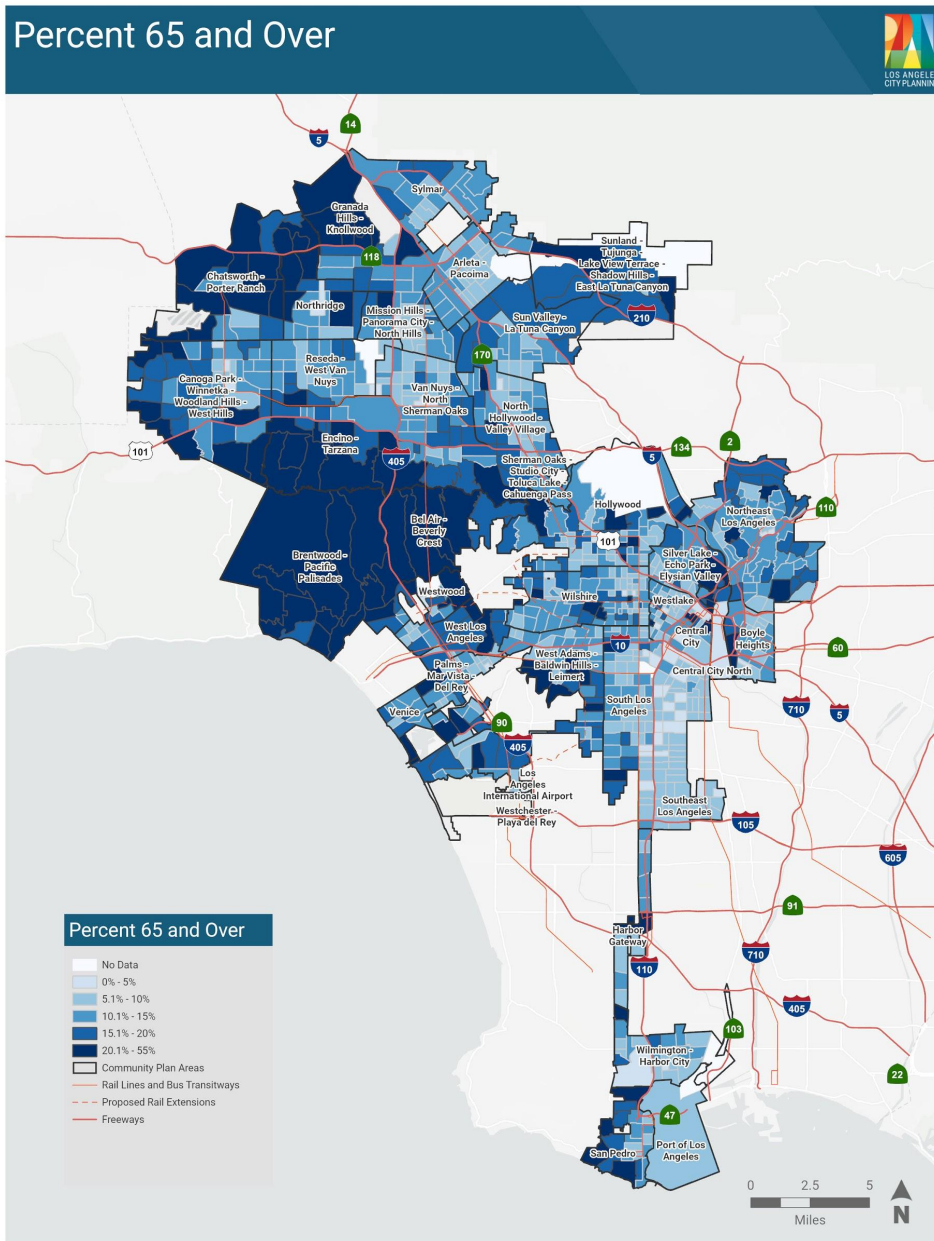 Percent 65 and Over
LOS ANGELE
CITY PLANNIN
14
5
Sylmar
Granada
Hills -
Knollwood
118
Sunland -
Tujunga -
Lake View Terrace -
Shadow Hills -
East La Tuna Canyon
Arleta -
Pacoima
Chatsworth -
Porter Ranch
Northridge
Mission Hills -
Panorama City -
North Hills
Sun Valley -
La Tuna Canyon
210
170
Reseda -
West Van
Nuys
Canoga Park -
Winnetka -
Woodland Hills -
West Hills
Van Nuys -
North
Sherman Oaks
North
Hollywood -
Valley Village
Encino -
Tarzana
101
405
Sherman Oaks -
Studio City -
Toluca Lake -
Cahuenga Pass
5
134
2
Hollywood
110
Northeast
Los Angeles
Bel Air -
Beverly
Crest
101
Brentwood -
Pacific
Palisades
Silver Lake -
Echo Park -
Elysian Valley
Westwood
Wilshire
Westlake
West Los
Angeles
Central
City
Boyle
Heights
10
60
West Adams -
Baldwin Hills -
Leimert
Central City North
Palms -
Mar Vista -
Del Rey
South Los
Angeles
710
5
Venice
90
405
Los
Angeles
International Airport
Westchester -
Playa del Rey
Southeast
Los Angeles
105
605
91
Harbor
Gateway
110
710
405
103
Wilmington -
Harbor City
22
47
San Pedro
Port of Los
Angeles
Percent 65 and Over
No Data
0% - 5%
5.1% - 10%
10.1% - 15%
15.1% - 20%
20.1% - 55%
Community Plan Areas
Rail Lines and Bus Transitways
Proposed Rail Extensions
Freeways
0 2.5 5
Miles
N